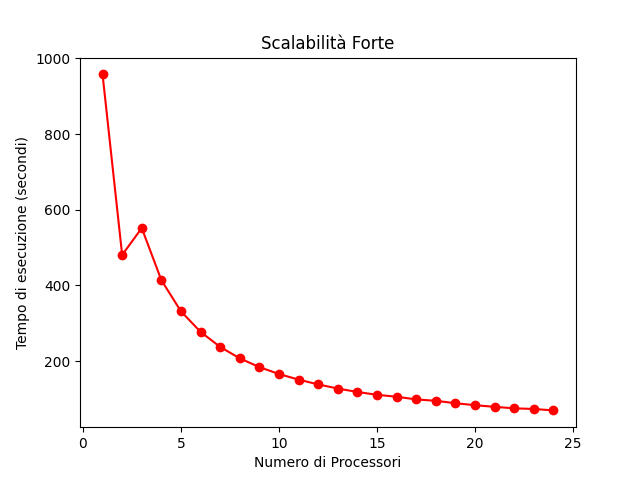 Scalabilità Forte
1000
800
600
400
200
Tempo di esecuzione (secondi)
0 5 10 15 20 25
Numero di Processori